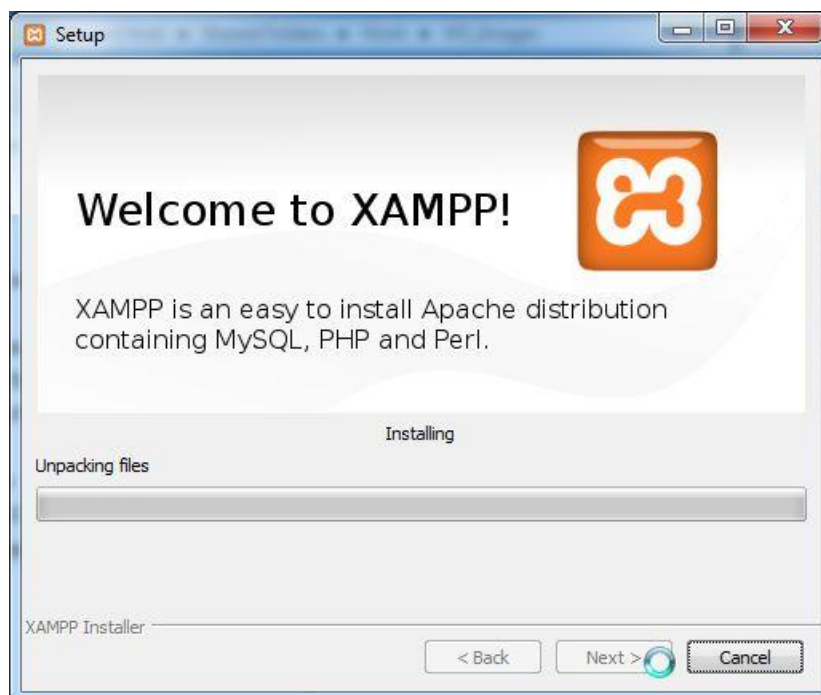 Setup
Welcome to XAMPP!
XAMPP is an easy to install Apache distribution
containing MySQL, PHP and Perl.
Installing
Unpacking files
XAMPP Installer
< Back Next > Cancel